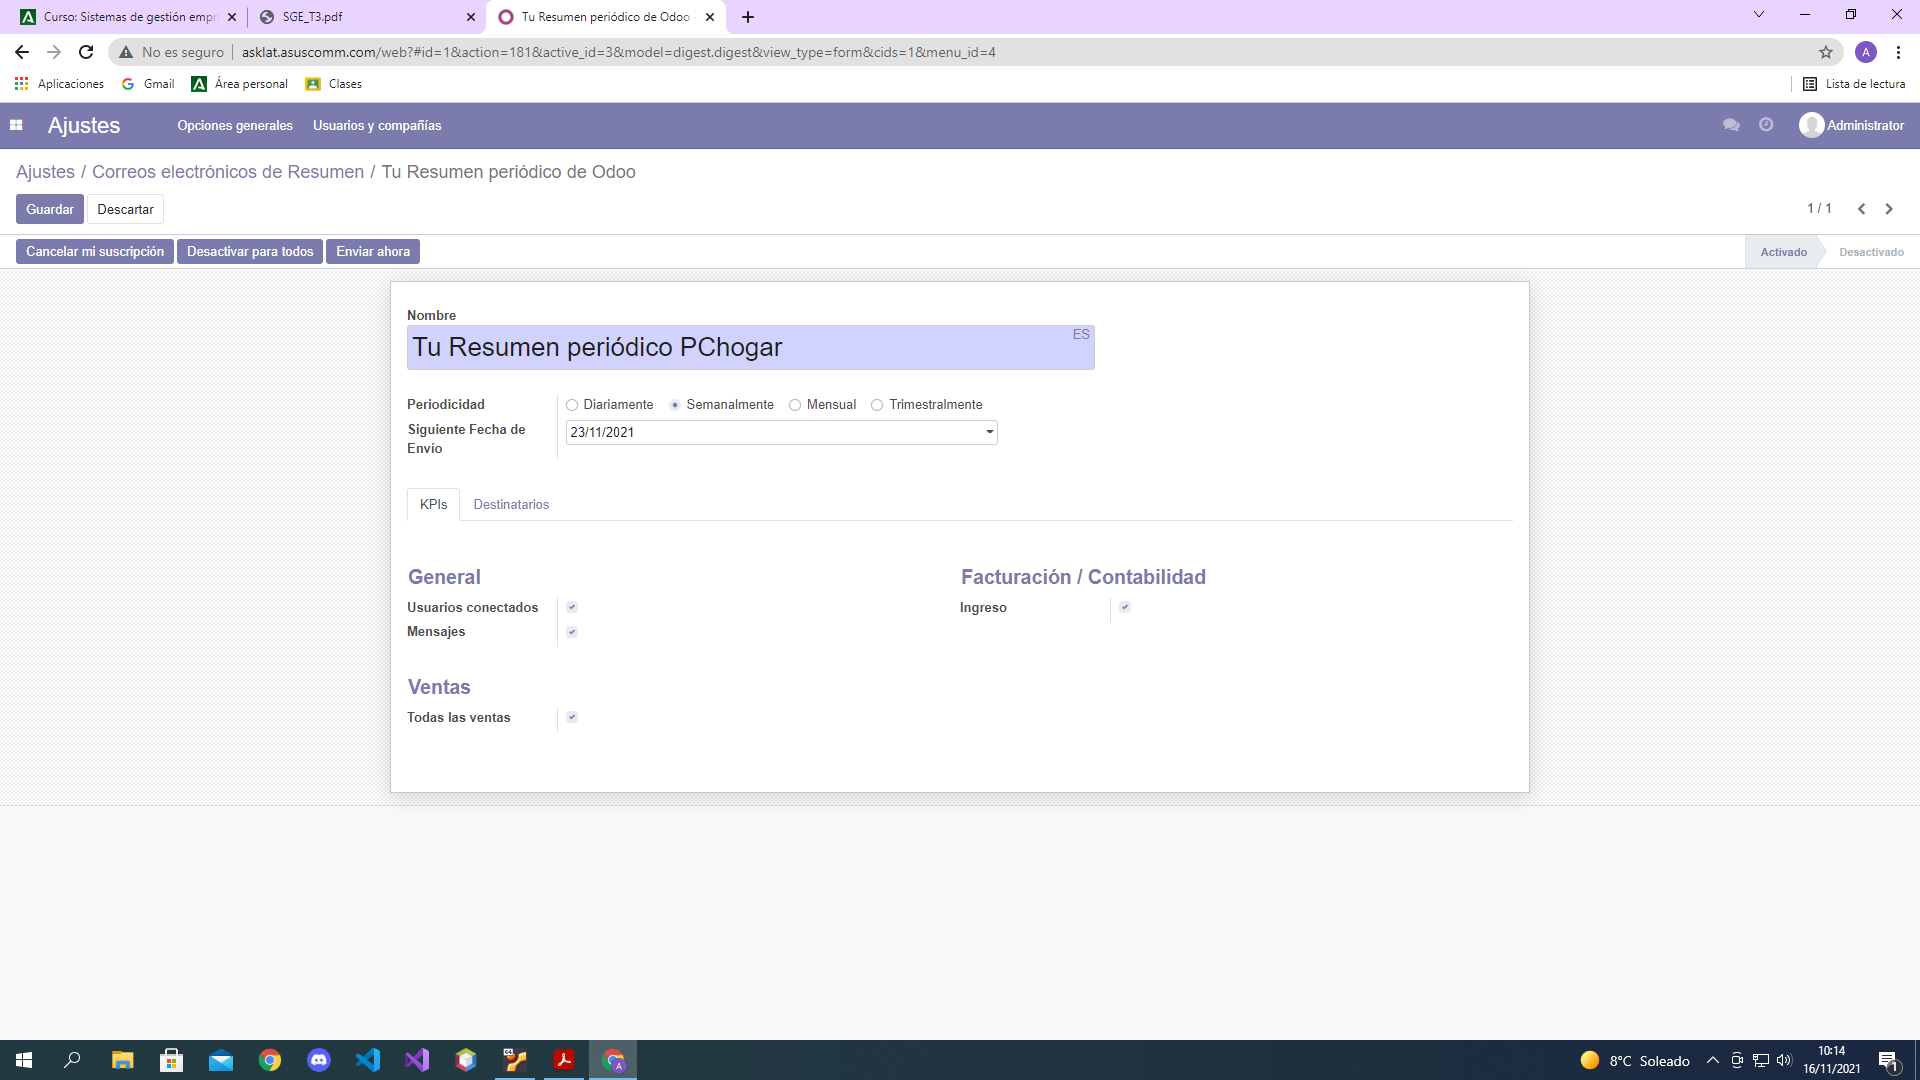 Curso: Sistemas de gestión empr
SGE_T3.pdf
Tu Resumen periódico de Odoo
No es seguro
asklat.asuscomm.com/web?#id=1&action=181&active_id=3&model=digest.digest&view_type=form&cids=1&menu_id=4
A
Aplicaciones
Gmail
Área personal
Clases
Lista de lectura
Ajustes
Opciones generales
Usuarios y compañías
Administrator
Ajustes / Correos electrónicos de Resumen / Tu Resumen periódico de Odoo
Guardar
Descartar
1 / 1
Cancelar mi suscripción
Desactivar para todos
Enviar ahora
Activado
Desactivado
Nombre
Tu Resumen periódico PChogar
ES
Periodicidad
Diariamente
Semanalmente
Mensual
Trimestralmente
Siguiente Fecha de
Envío
23/11/2021
KPIs
Destinatarios
General
Facturación / Contabilidad
Usuarios conectados
Ingreso
Mensajes
Ventas
Todas las ventas
8°C Soleado
10:14
16/11/2021
1